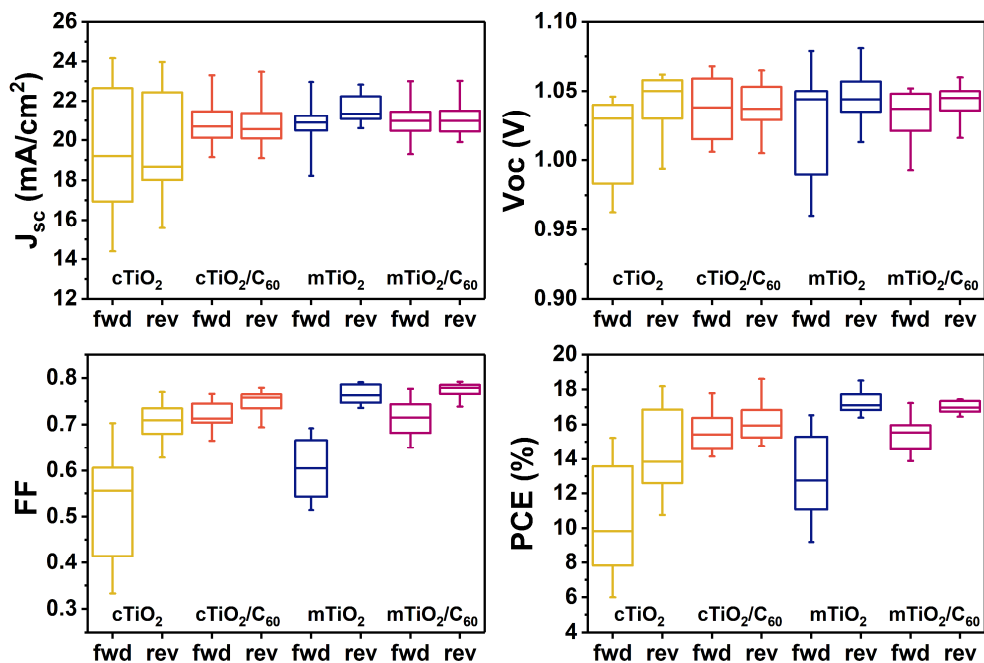 J_sc (mA/cm²)
26
24
22
20
18
16
14
12
cTiO₂ cTiO₂/C₆₀ mTiO₂ mTiO₂/C₆₀
fwd rev fwd rev fwd rev fwd rev
Voc (V)
1.10
1.05
1.00
0.95
0.90
cTiO₂ cTiO₂/C₆₀ mTiO₂ mTiO₂/C₆₀
fwd rev fwd rev fwd rev fwd rev
FF
0.8
0.7
0.6
0.5
0.4
0.3
cTiO₂ cTiO₂/C₆₀ mTiO₂ mTiO₂/C₆₀
fwd rev fwd rev fwd rev fwd rev
PCE (%)
20
18
16
14
12
10
8
6
4
cTiO₂ cTiO₂/C₆₀ mTiO₂ mTiO₂/C₆₀
fwd rev fwd rev fwd rev fwd rev